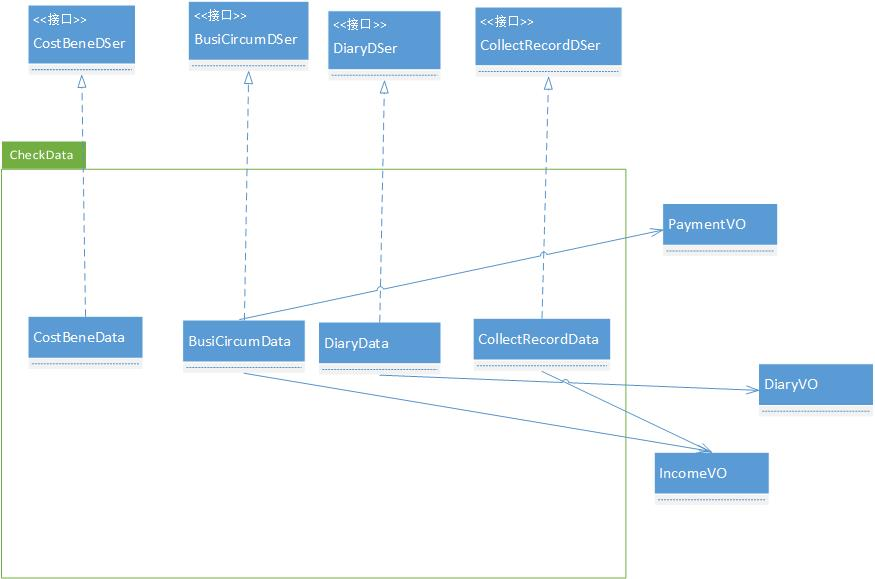 <<接口>>
CostBeneDSer
<<接口>>
BusiCircumDSer
<<接口>>
DiaryDSer
<<接口>>
CollectRecordDSer
CheckData
PaymentVO
CostBeneData
BusiCircumData
DiaryData
CollectRecordData
DiaryVO
IncomeVO